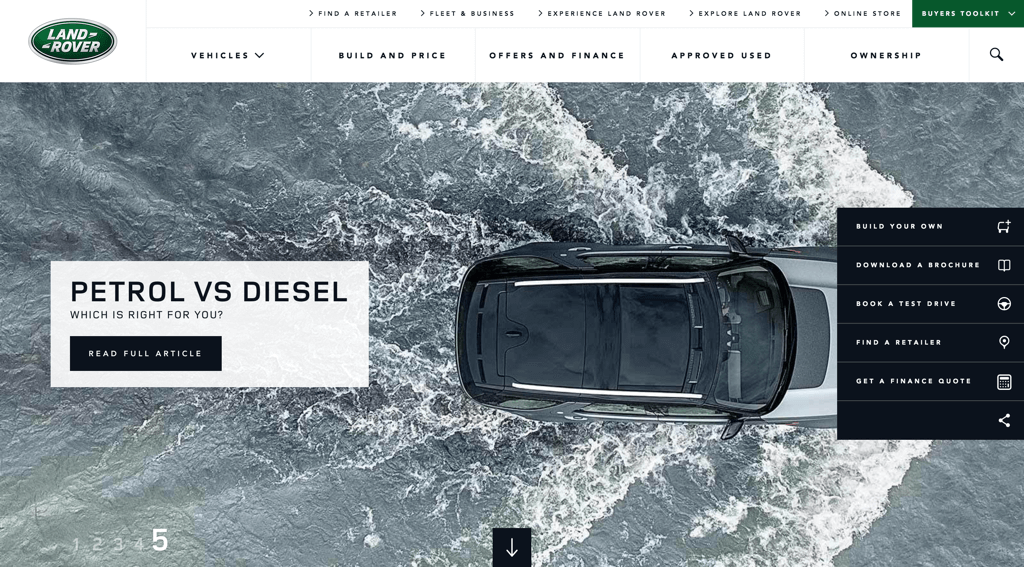 LAND
ROVER
FIND A RETAILER
FLEET & BUSINESS
EXPERIENCE LAND ROVER
EXPLORE LAND ROVER
ONLINE STORE
BUYERS TOOLKIT
VEHICLES
BUILD AND PRICE
OFFERS AND FINANCE
APPROVED USED
OWNERSHIP
PETROL VS DIESEL
WHICH IS RIGHT FOR YOU?
READ FULL ARTICLE
BUILD YOUR OWN
DOWNLOAD A BROCHURE
BOOK A TEST DRIVE
FIND A RETAILER
GET A FINANCE QUOTE
1 2 3 4 5